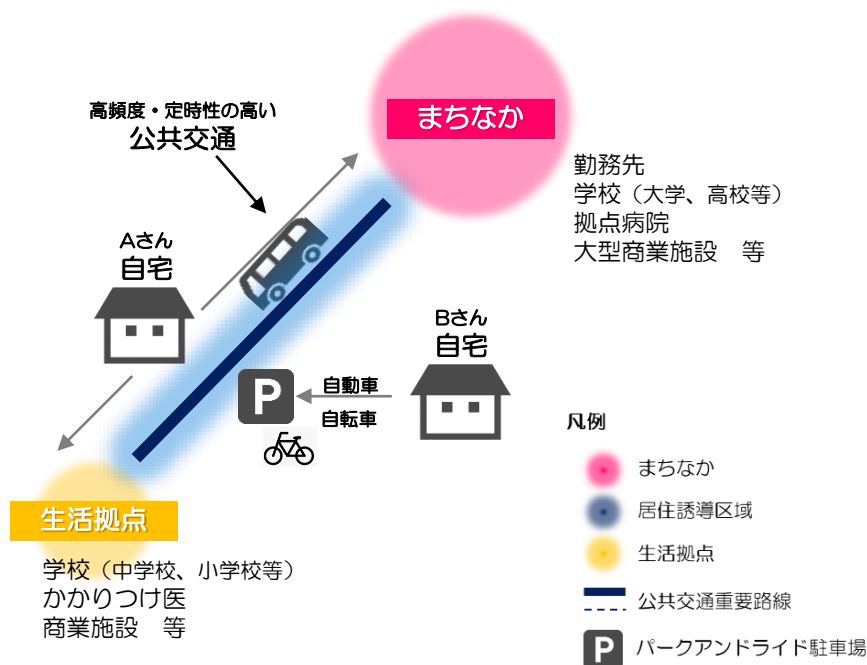 まちなか
高頻度・定時性の高い
公共交通
勤務先
学校（大学、高校等）
拠点病院
大型商業施設　等
Aさん
自宅
Bさん
自宅
P
自動車
自転車
生活拠点
学校（中学校、小学校等）
かかりつけ医
商業施設　等
凡例
まちなか
居住誘導区域
生活拠点
公共交通重要路線
P パークアンドライド駐車場